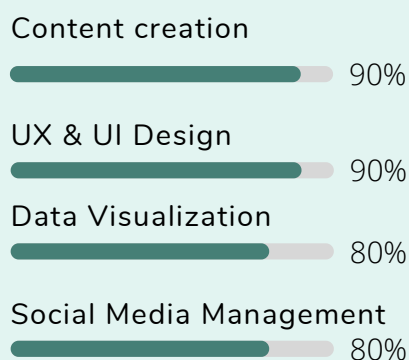 Content creation
90%
UX & UI Design
90%
Data Visualization
80%
Social Media Management
80%